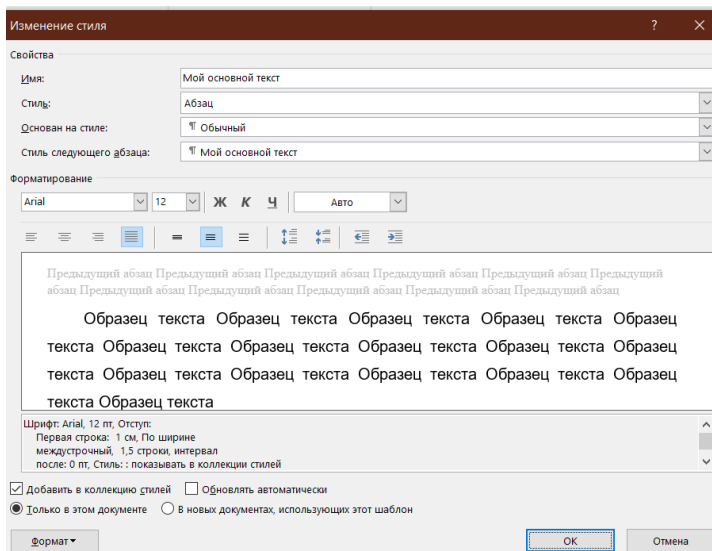 Изменение стиля ?
Свойства
Имя: Мой основной текст
Стиль: Абзац
Основан на стиле: ¶ Обычный
Стиль следующего абзаца: ¶ Мой основной текст
Форматирование
Arial 12 Ж К Ч Авто
Предыдущий абзац Предыдущий абзац Предыдущий абзац Предыдущий абзац Предыдущий абзац Предыдущий
абзац Предыдущий абзац Предыдущий абзац Предыдущий абзац Предыдущий абзац Предыдущий абзац
Образец текста Образец текста Образец текста Образец текста Образец
текста Образец текста Образец текста Образец текста Образец текста Образец
текста Образец текста Образец текста Образец текста Образец текста Образец
текста Образец текста
Шрифт: Arial, 12 пт, Отступ:
Первая строка: 1 см, По ширине
междустрочный, 1,5 строки, интервал
после: 0 пт, Стиль: : показывать в коллекции стилей
Добавить в коллекцию стилей Обновлять автоматически
Только в этом документе В новых документах, использующих этот шаблон
Формат ОК Отмена